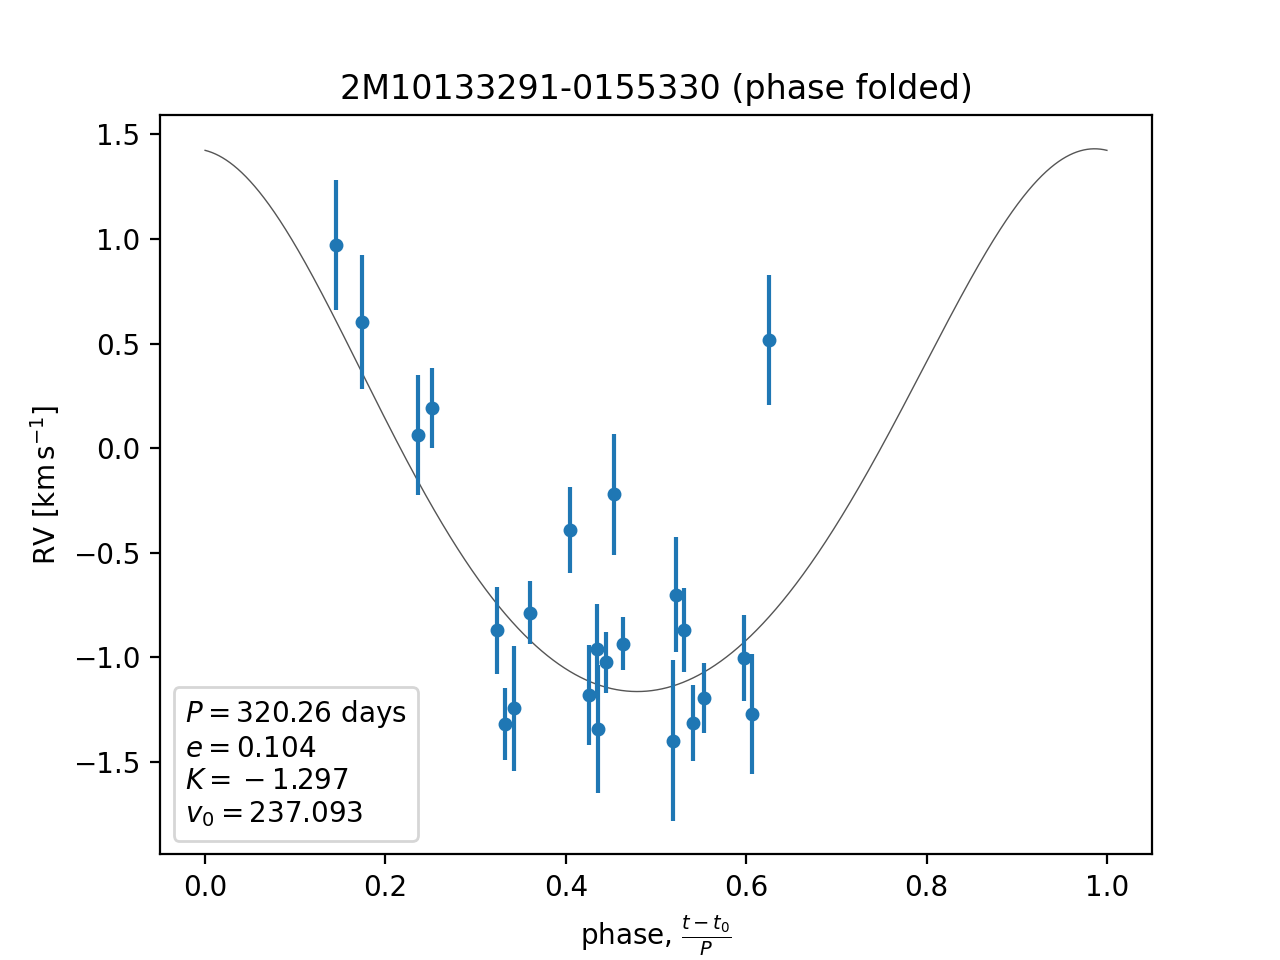 2M10133291-0155330 (phase folded)
RV [km s⁻¹]
1.5
1.0
0.5
0.0
−0.5
−1.0
−1.5
P = 320.26 days
e = 0.104
K = −1.297
v₀ = 237.093
0.0 0.2 0.4 0.6 0.8 1.0
phase, (t − t₀)/P